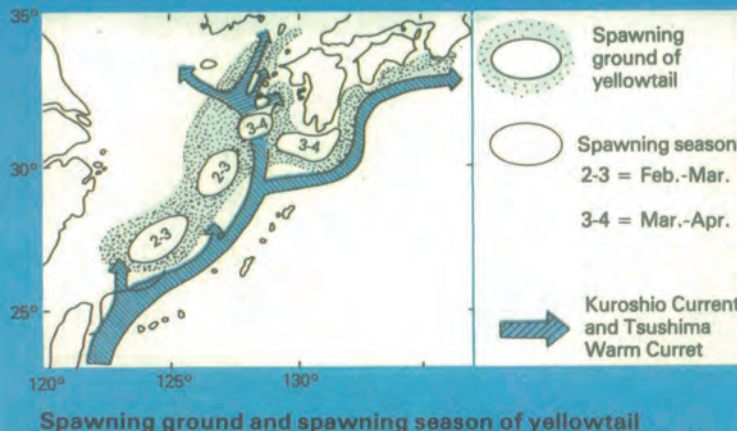 35°
30°
25°
120°
125°
130°
3-4
3-4
2-3
2-3
Spawning
ground of
yellowtail
Spawning season
2-3 = Feb.-Mar.
3-4 = Mar.-Apr.
Kuroshio Current
and Tsushima
Warm Curret
Spawning ground and spawning season of yellowtail